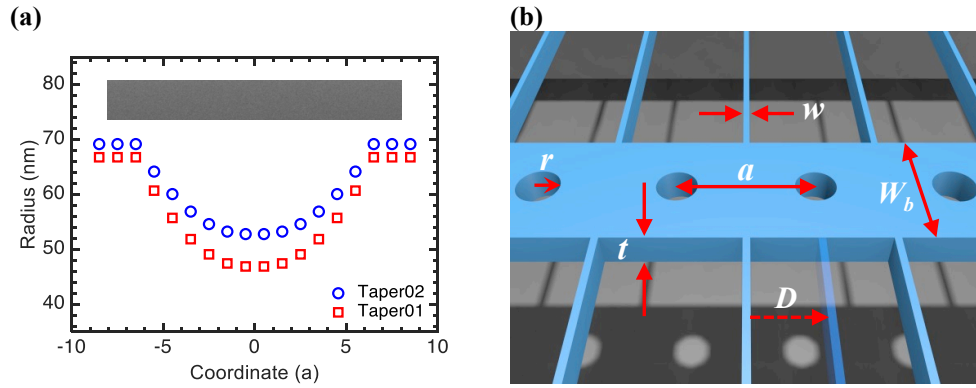 (a)
(b)
80
70
60
50
40
Radius (nm)
Taper02
Taper01
-10
-5
0
5
10
Coordinate (a)
w
r
a
W_b
t
D